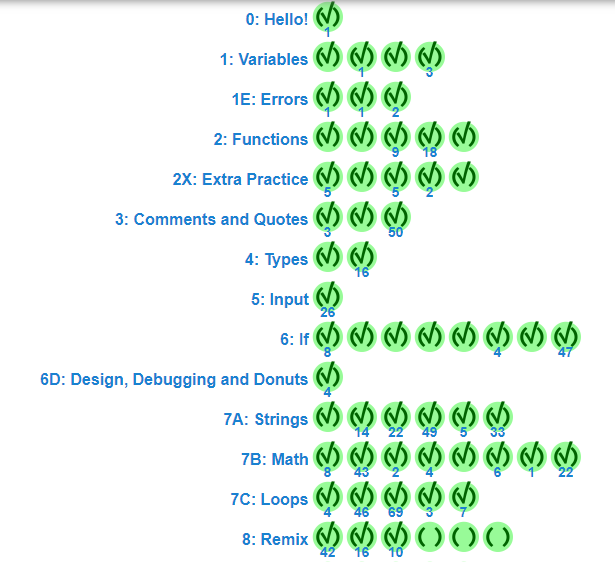 0: Hello!
1
1: Variables
1 3
1E: Errors
1 1 2
2: Functions
9 18
2X: Extra Practice
5 5 2
3: Comments and Quotes
3 50
4: Types
16
5: Input
26
6: If
8 4 47
6D: Design, Debugging and Donuts
4
7A: Strings
14 22 49 5 33
7B: Math
8 43 2 4 6 1 22
7C: Loops
4 46 69 3 7
8: Remix
42 16 10